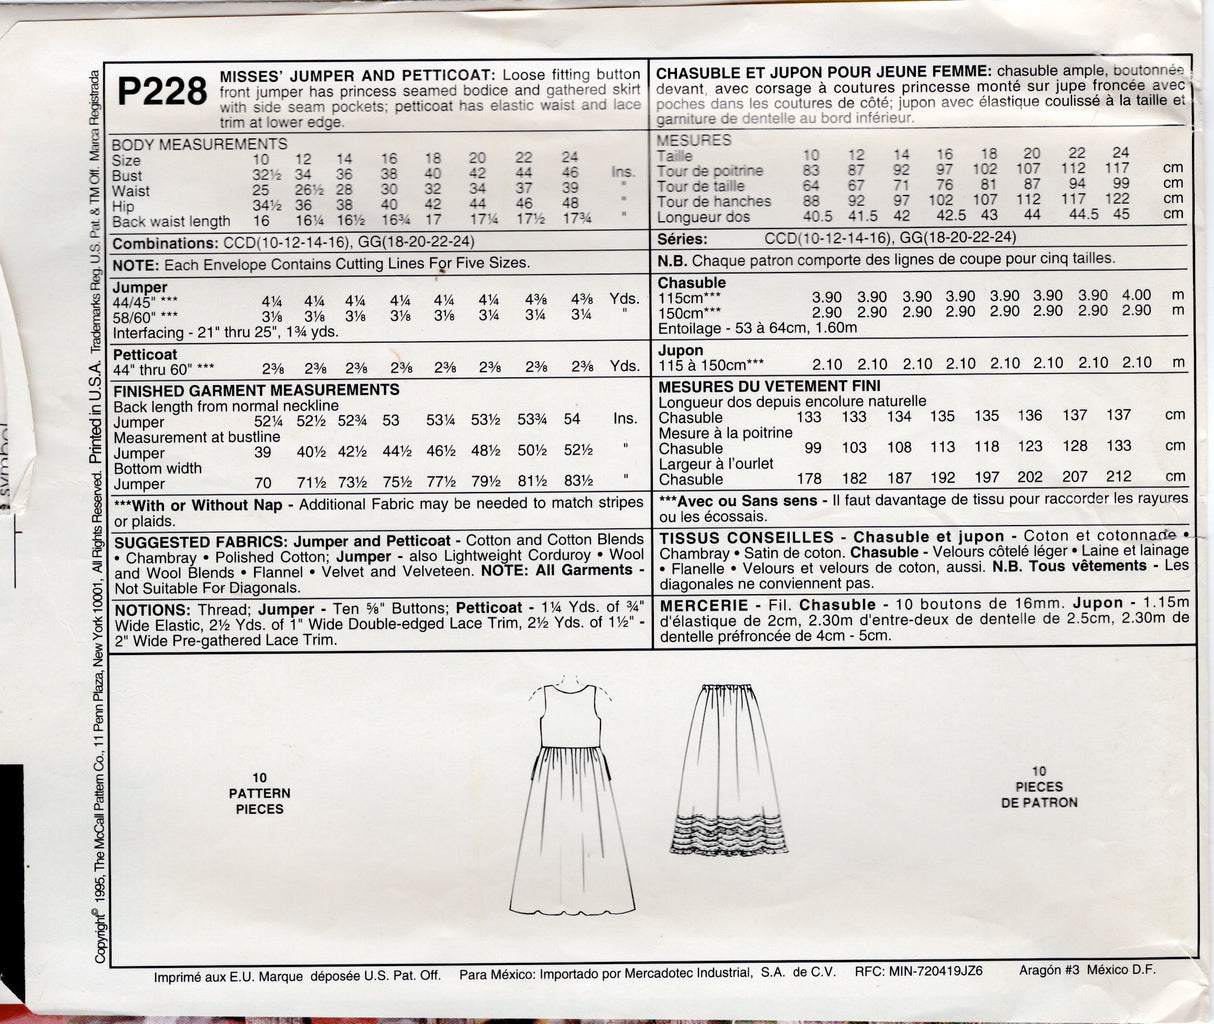 P228
MISSES' JUMPER AND PETTICOAT: Loose fitting button
front jumper has princess seamed bodice and gathered skirt
with side seam pockets; petticoat has elastic waist and lace
trim at lower edge.
BODY MEASUREMENTS
Size 10 12 14 16 18 20 22 24
Bust 32½ 34 36 38 40 42 44 46 Ins.
Waist 25 26½ 28 30 32 34 37 39 "
Hip 34½ 36 38 40 42 44 46 48 "
Back waist length 16 16¼ 16½ 16¾ 17 17¼ 17½ 17¾ "
Combinations: CCD(10-12-14-16), GG(18-20-22-24)
NOTE: Each Envelope Contains Cutting Lines For Five Sizes.
Jumper
44/45" *** 4¼ 4¼ 4¼ 4¼ 4¼ 4¼ 4⅜ 4⅜ Yds.
58/60" *** 3⅛ 3⅛ 3⅛ 3⅛ 3⅛ 3¼ 3¼ 3¼ "
Interfacing - 21" thru 25", 1¾ yds.
Petticoat
44" thru 60" *** 2⅜ 2⅜ 2⅜ 2⅜ 2⅜ 2⅜ 2⅜ 2⅜ Yds.
FINISHED GARMENT MEASUREMENTS
Back length from normal neckline
Jumper 52¼ 52½ 52¾ 53 53¼ 53½ 53¾ 54 Ins.
Measurement at bustline
Jumper 39 40½ 42½ 44½ 46½ 48½ 50½ 52½ "
Bottom width
Jumper 70 71½ 73½ 75½ 77½ 79½ 81½ 83½ "
***With or Without Nap - Additional Fabric may be needed to match stripes
or plaids.
SUGGESTED FABRICS: Jumper and Petticoat - Cotton and Cotton Blends
• Chambray • Polished Cotton; Jumper - also Lightweight Corduroy • Wool
and Wool Blends • Flannel • Velvet and Velveteen. NOTE: All Garments -
Not Suitable For Diagonals.
NOTIONS: Thread; Jumper - Ten ⅝" Buttons; Petticoat - 1¼ Yds. of ¾"
Wide Elastic, 2½ Yds. of 1" Wide Double-edged Lace Trim, 2½ Yds. of 1½" -
2" Wide Pre-gathered Lace Trim.
CHASUBLE ET JUPON POUR JEUNE FEMME: chasuble ample, boutonnée
devant, avec corsage à coutures princesse monté sur jupe froncée avec
poches dans les coutures de côté; jupon avec élastique coulissé à la taille et
garniture de dentelle au bord inférieur.
MESURES
Taille 10 12 14 16 18 20 22 24
Tour de poitrine 83 87 92 97 102 107 112 117 cm
Tour de taille 64 67 71 76 81 87 94 99 cm
Tour de hanches 88 92 97 102 107 112 117 122 cm
Longueur dos 40.5 41.5 42 42.5 43 44 44.5 45 cm
Séries: CCD(10-12-14-16), GG(18-20-22-24)
N.B. Chaque patron comporte des lignes de coupe pour cinq tailles.
Chasuble
115cm*** 3.90 3.90 3.90 3.90 3.90 3.90 3.90 4.00 m
150cm*** 2.90 2.90 2.90 2.90 2.90 2.90 2.90 2.90 m
Entoilage - 53 à 64cm, 1.60m
Jupon
115 à 150cm*** 2.10 2.10 2.10 2.10 2.10 2.10 2.10 2.10 m
MESURES DU VETEMENT FINI
Longueur dos depuis encolure naturelle
Chasuble 133 133 134 135 135 136 137 137 cm
Mesure à la poitrine
Chasuble 99 103 108 113 118 123 128 133 cm
Largeur à l'ourlet
Chasuble 178 182 187 192 197 202 207 212 cm
***Avec ou Sans sens - Il faut davantage de tissu pour raccorder les rayures
ou les écossais.
TISSUS CONSEILLES - Chasuble et jupon - Coton et cotonnade •
Chambray • Satin de coton. Chasuble - Velours côtelé léger • Laine et lainage
• Flanelle • Velours et velours de coton, aussi. N.B. Tous vêtements - Les
diagonales ne conviennent pas.
MERCERIE - Fil. Chasuble - 10 boutons de 16mm. Jupon - 1.15m
d'élastique de 2cm, 2.30m d'entre-deux de dentelle de 2.5cm, 2.30m de
dentelle préfroncée de 4cm - 5cm.
10
PATTERN
PIECES
10
PIECES
DE PATRON
Imprimé aux E.U. Marque déposée U.S. Pat. Off. Para México: Importado por Mercadotec Industrial, S.A. de C.V. RFC: MIN-720419JZ6 Aragón #3 México D.F.
Copyright© 1995, The McCall Pattern Co., 11 Penn Plaza, New York 10001, All Rights Reserved. Printed in U.S.A. Trademarks Reg. U.S. Pat. & TM Off. Marca Registrada
symbol